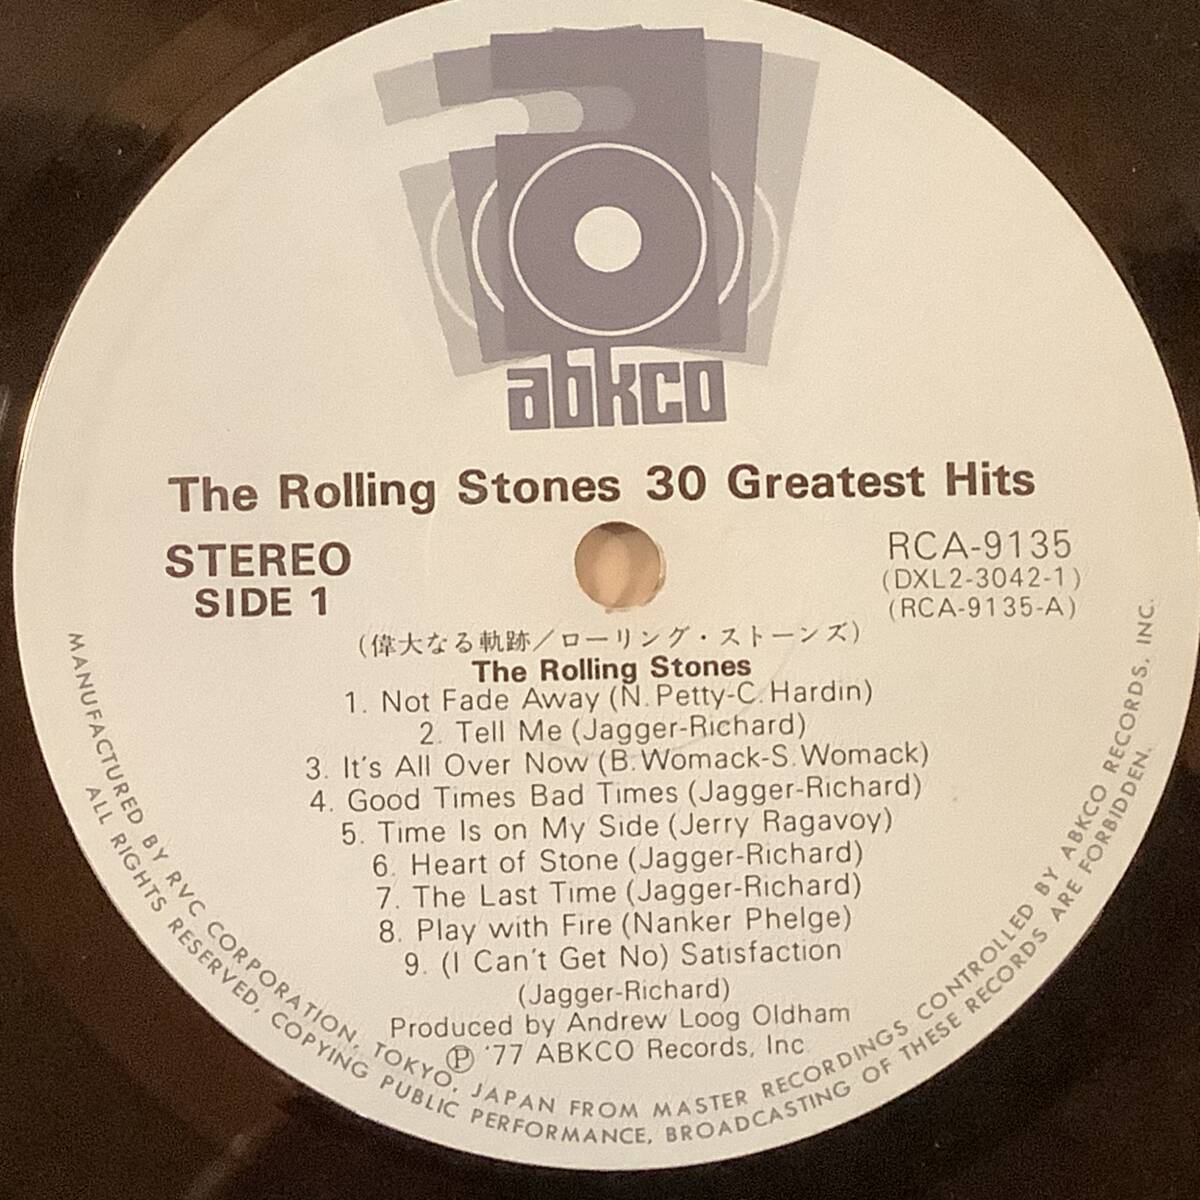 abkco
The Rolling Stones 30 Greatest Hits
STEREO
SIDE 1
RCA-9135
(DXL2-3042-1)
(RCA-9135-A)
(偉大なる軌跡/ローリング・ストーンズ)
The Rolling Stones
1. Not Fade Away (N. Petty-C. Hardin)
2. Tell Me (Jagger-Richard)
3. It's All Over Now (B. Womack-S. Womack)
4. Good Times Bad Times (Jagger-Richard)
5. Time Is on My Side (Jerry Ragavoy)
6. Heart of Stone (Jagger-Richard)
7. The Last Time (Jagger-Richard)
8. Play with Fire (Nanker Phelge)
9. (I Can't Get No) Satisfaction
(Jagger-Richard)
Produced by Andrew Loog Oldham
Ⓟ '77 ABKCO Records, Inc.
MANUFACTURED BY RVC CORPORATION, TOKYO, JAPAN FROM MASTER RECORDINGS CONTROLLED BY ABKCO RECORDS, INC.
ALL RIGHTS RESERVED, COPYING PUBLIC PERFORMANCE, BROADCASTING OF THESE RECORDS ARE FORBIDDEN.